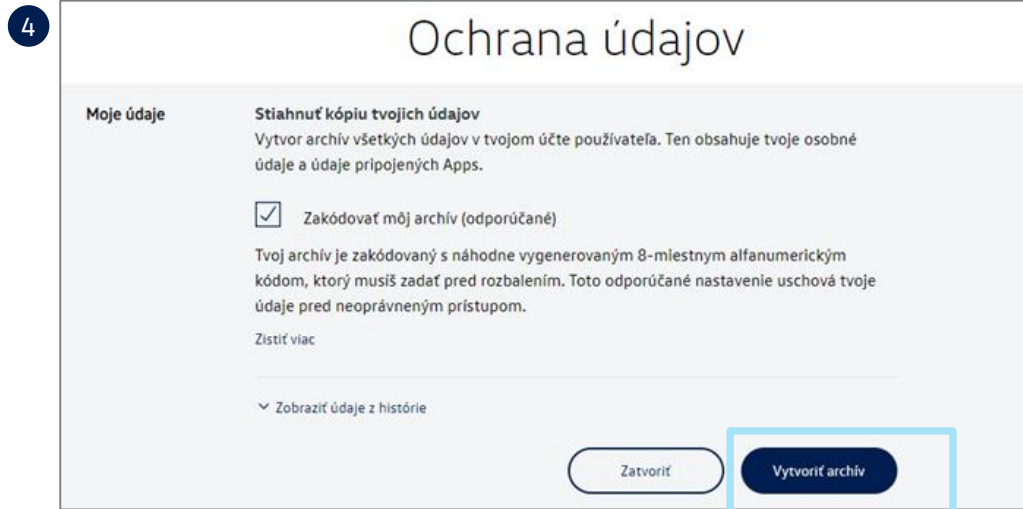 4
Ochrana údajov
Moje údaje
Stiahnuť kópiu tvojich údajov
Vytvor archív všetkých údajov v tvojom účte používateľa. Ten obsahuje tvoje osobné
údaje a údaje pripojených Apps.
Zakódovať môj archív (odporúčané)
Tvoj archív je zakódovaný s náhodne vygenerovaným 8-miestnym alfanumerickým
kódom, ktorý musíš zadať pred rozbalením. Toto odporúčané nastavenie uschová tvoje
údaje pred neoprávneným prístupom.
Zistiť viac
Zobraziť údaje z histórie
Zatvoriť
Vytvoriť archív